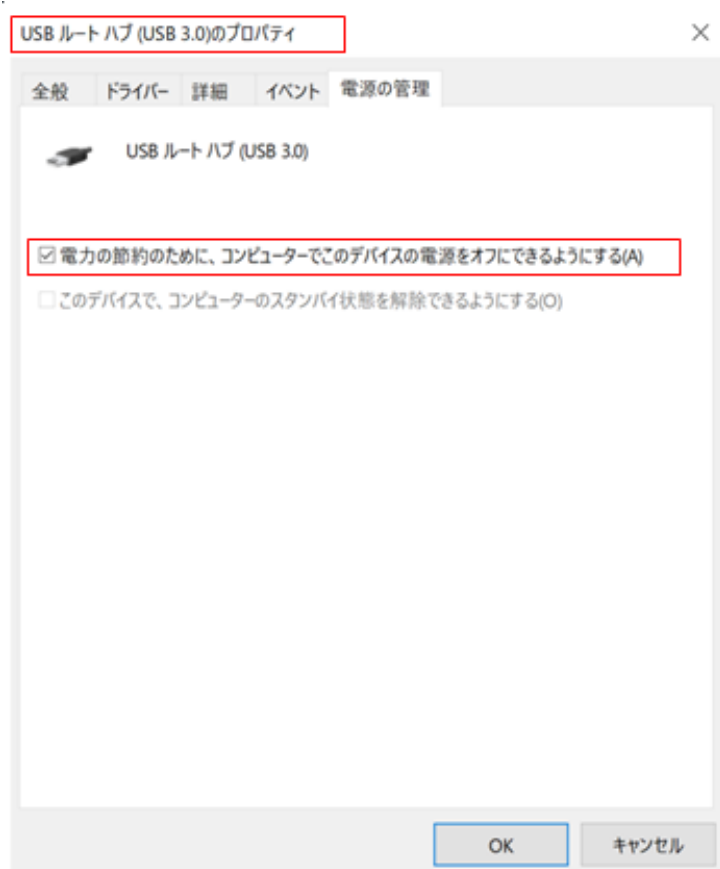 USB ルート ハブ (USB 3.0)のプロパティ
全般 ドライバー 詳細 イベント 電源の管理
USB ルート ハブ (USB 3.0)
電力の節約のために、コンピューターでこのデバイスの電源をオフにできるようにする(A)
このデバイスで、コンピューターのスタンバイ状態を解除できるようにする(O)
OK キャンセル